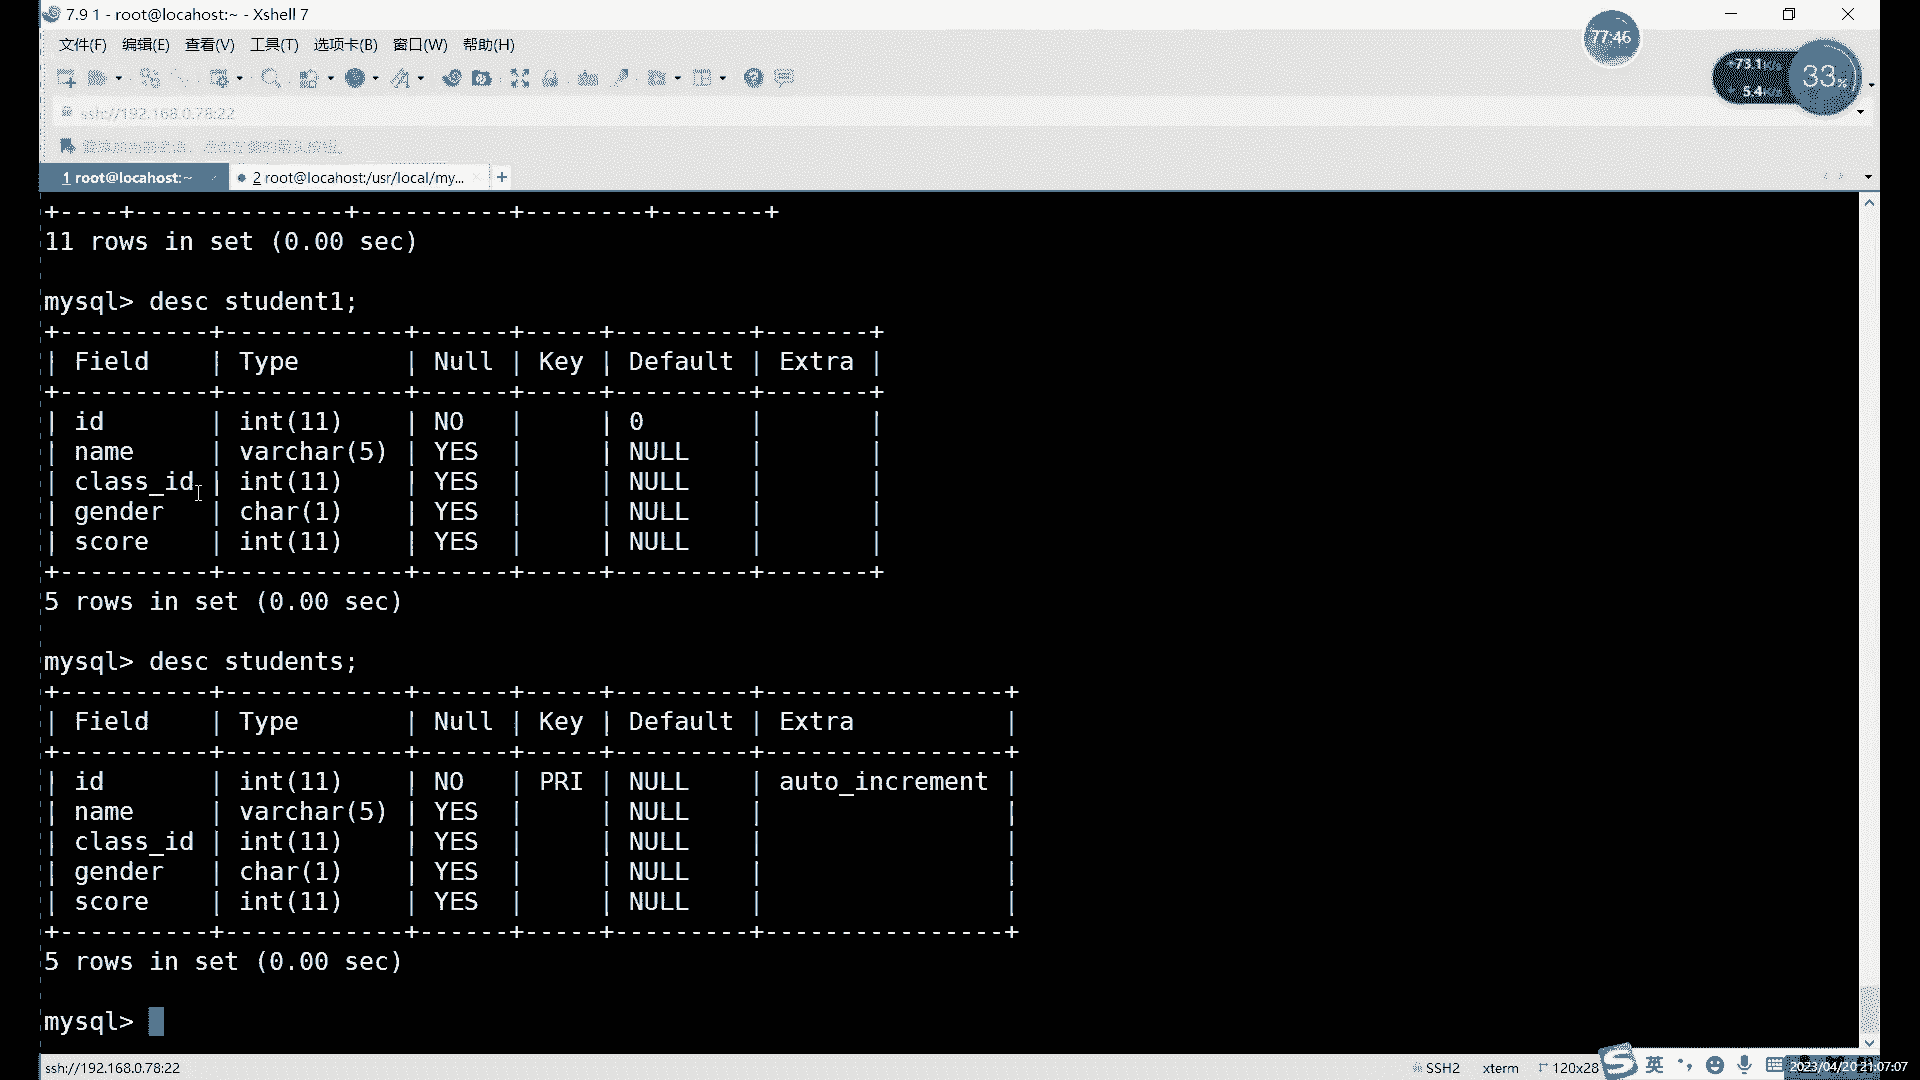 7.9 1 - root@locahost:~ - Xshell 7
77:46
文件(F) 编辑(E) 查看(V) 工具(T) 选项卡(B) 窗口(W) 帮助(H)
+73.1K/s
33%
5.4K/s
ssh://192.168.0.78:22
1 root@locahost:~
2 root@locahost:/usr/local/my... +
+----+--------------+----------+--------+-------+
11 rows in set (0.00 sec)
mysql> desc student1;
+----------+------------+------+-----+---------+-------+
| Field    | Type       | Null | Key | Default | Extra |
+----------+------------+------+-----+---------+-------+
| id       | int(11)    | NO   |     | 0       |       |
| name     | varchar(5) | YES  |     | NULL    |       |
| class_id | int(11)    | YES  |     | NULL    |       |
| gender   | char(1)    | YES  |     | NULL    |       |
| score    | int(11)    | YES  |     | NULL    |       |
+----------+------------+------+-----+---------+-------+
5 rows in set (0.00 sec)
mysql> desc students;
+----------+------------+------+-----+---------+----------------+
| Field    | Type       | Null | Key | Default | Extra          |
+----------+------------+------+-----+---------+----------------+
| id       | int(11)    | NO   | PRI | NULL    | auto_increment |
| name     | varchar(5) | YES  |     | NULL    |                |
| class_id | int(11)    | YES  |     | NULL    |                |
| gender   | char(1)    | YES  |     | NULL    |                |
| score    | int(11)    | YES  |     | NULL    |                |
+----------+------------+------+-----+---------+----------------+
5 rows in set (0.00 sec)
mysql>
ssh://192.168.0.78:22
SSH2
xterm
120x28
英
2023/04/20 21:07:07